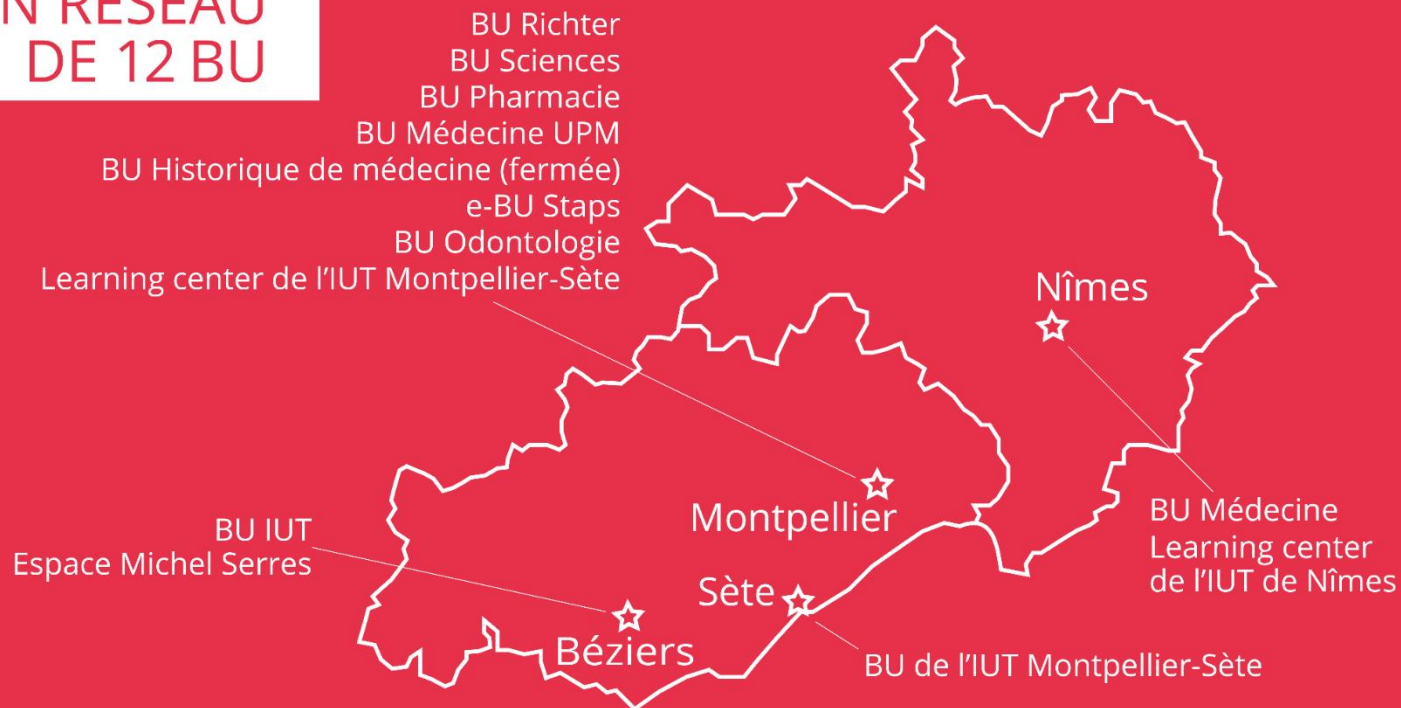 N RÉSEAU
DE 12 BU
BU Richter
BU Sciences
BU Pharmacie
BU Médecine UPM
BU Historique de médecine (fermée)
e-BU Staps
BU Odontologie
Learning center de l'IUT Montpellier-Sète
Nîmes
Montpellier
BU Médecine
Learning center
de l'IUT de Nîmes
BU IUT
Espace Michel Serres
Sète
Béziers
BU de l'IUT Montpellier-Sète